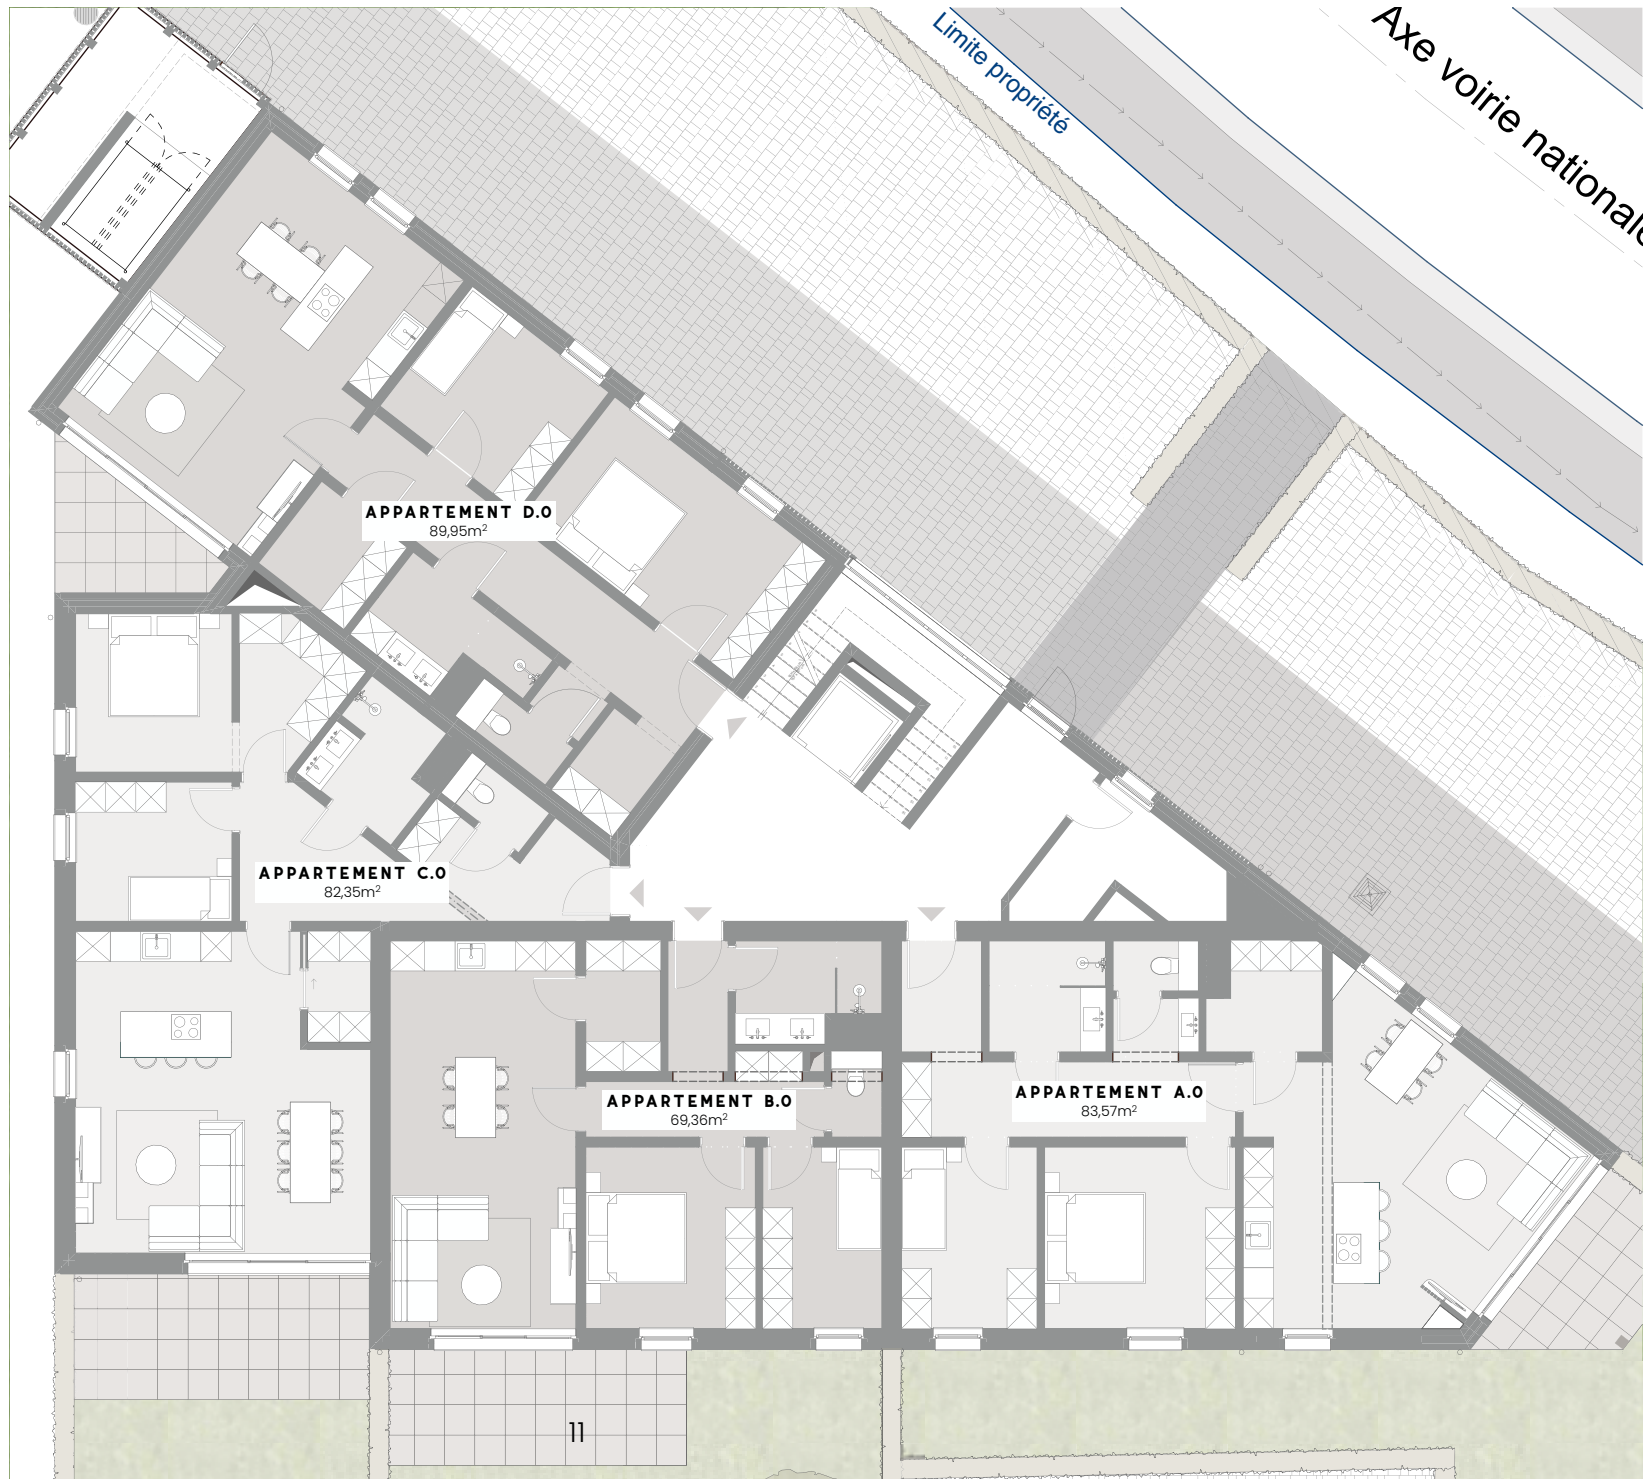 Limite propriété
Axe voirie nationale
APPARTEMENT D.0
89,95m²
APPARTEMENT C.0
82,35m²
APPARTEMENT B.0
69,36m²
APPARTEMENT A.0
83,57m²
11